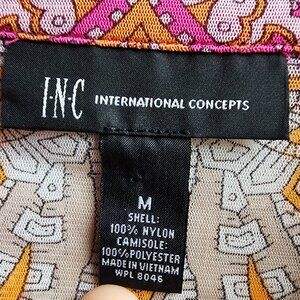 I·N·C INTERNATIONAL CONCEPTS
M
SHELL:
100% NYLON
CAMISOLE:
100% POLYESTER
MADE IN VIETNAM
WPL 8046